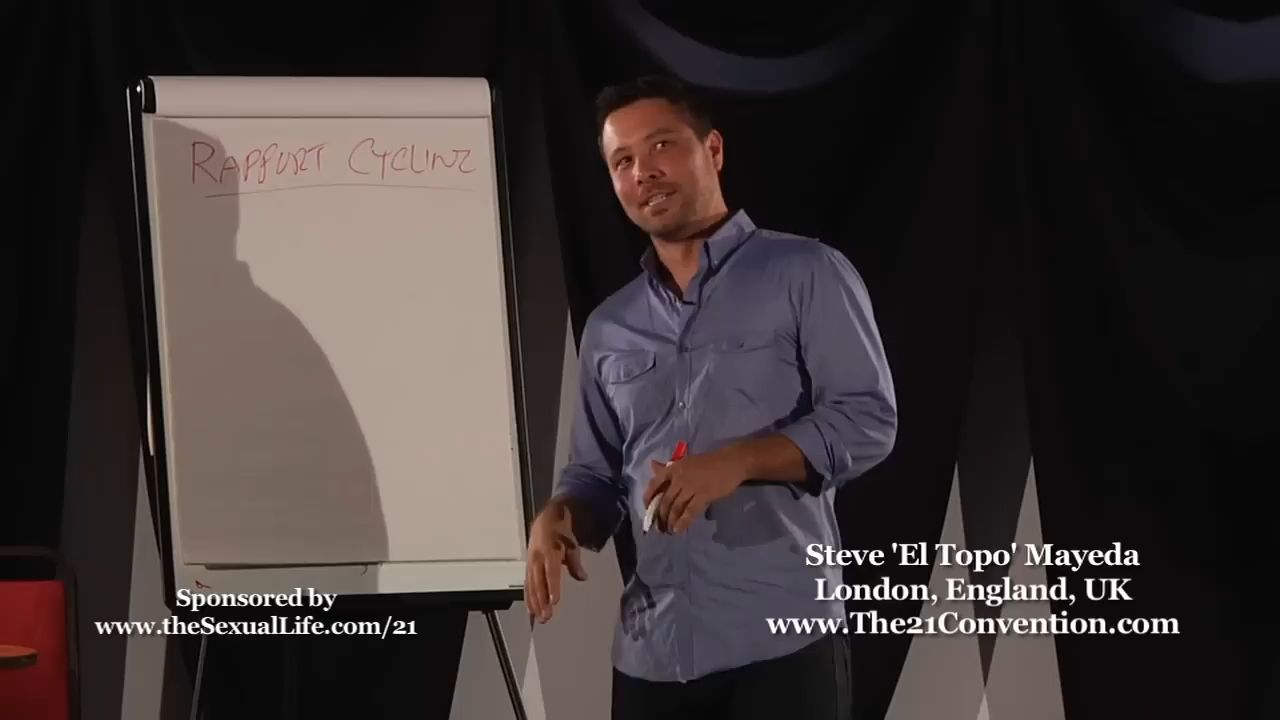 RAPPORT CYCLING
Sponsored by
www.theSexualLife.com/21
Steve 'El Topo' Mayeda
London, England, UK
www.The21Convention.com